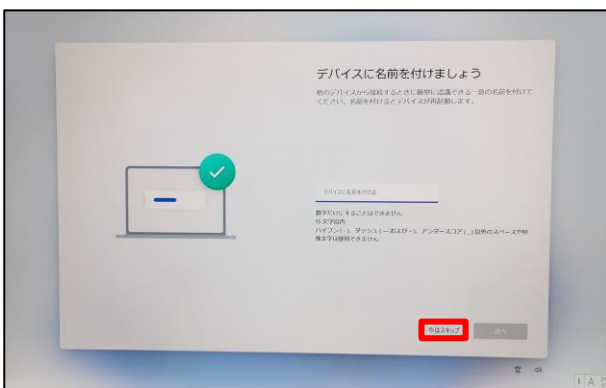 デバイスに名前を付けましょう
他のデバイスから接続するときに簡単に認識できる一意の名前を付けて
ください。名前を付けるとデバイスが再起動します。
デバイスに名前を付ける
数字だけにすることはできません
15 文字以内
ハイフン (-)、ダッシュ (— および –)、アンダースコア (_) 以外のスペースや特
殊文字は使用できません
今はスキップ
次へ
A